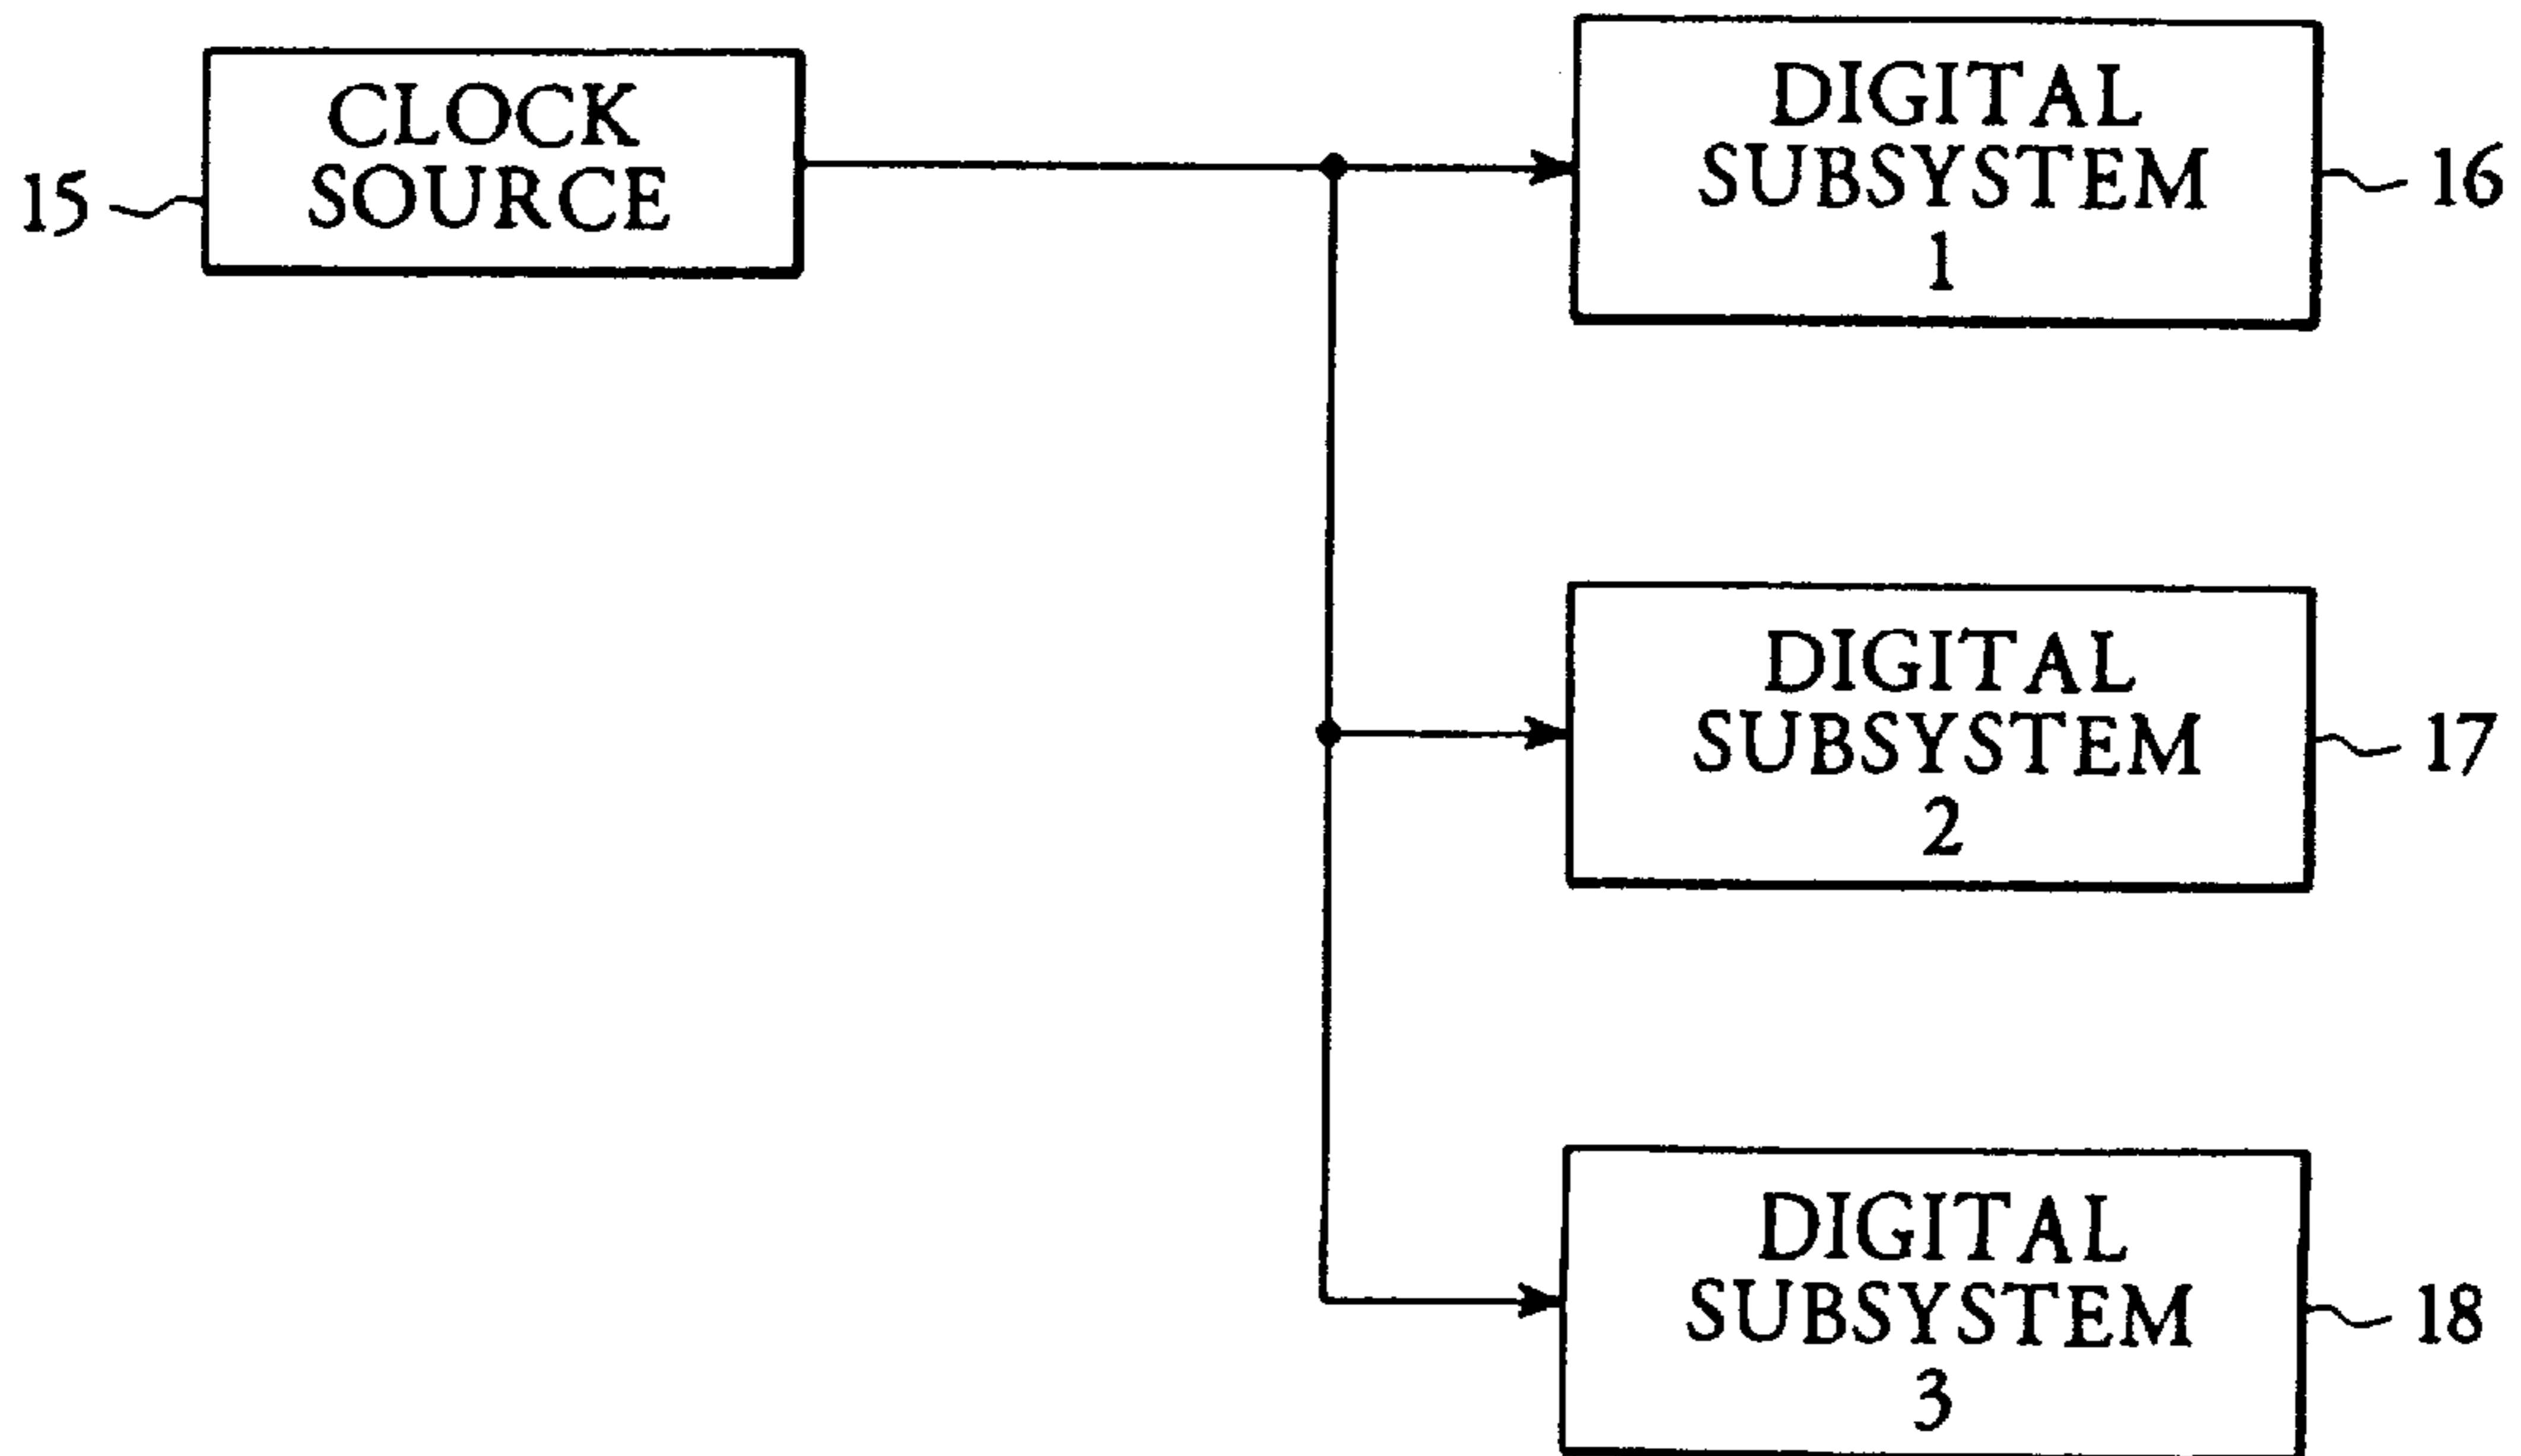 CLOCK
SOURCE
15
DIGITAL
SUBSYSTEM
1
16
DIGITAL
SUBSYSTEM
2
17
DIGITAL
SUBSYSTEM
3
18